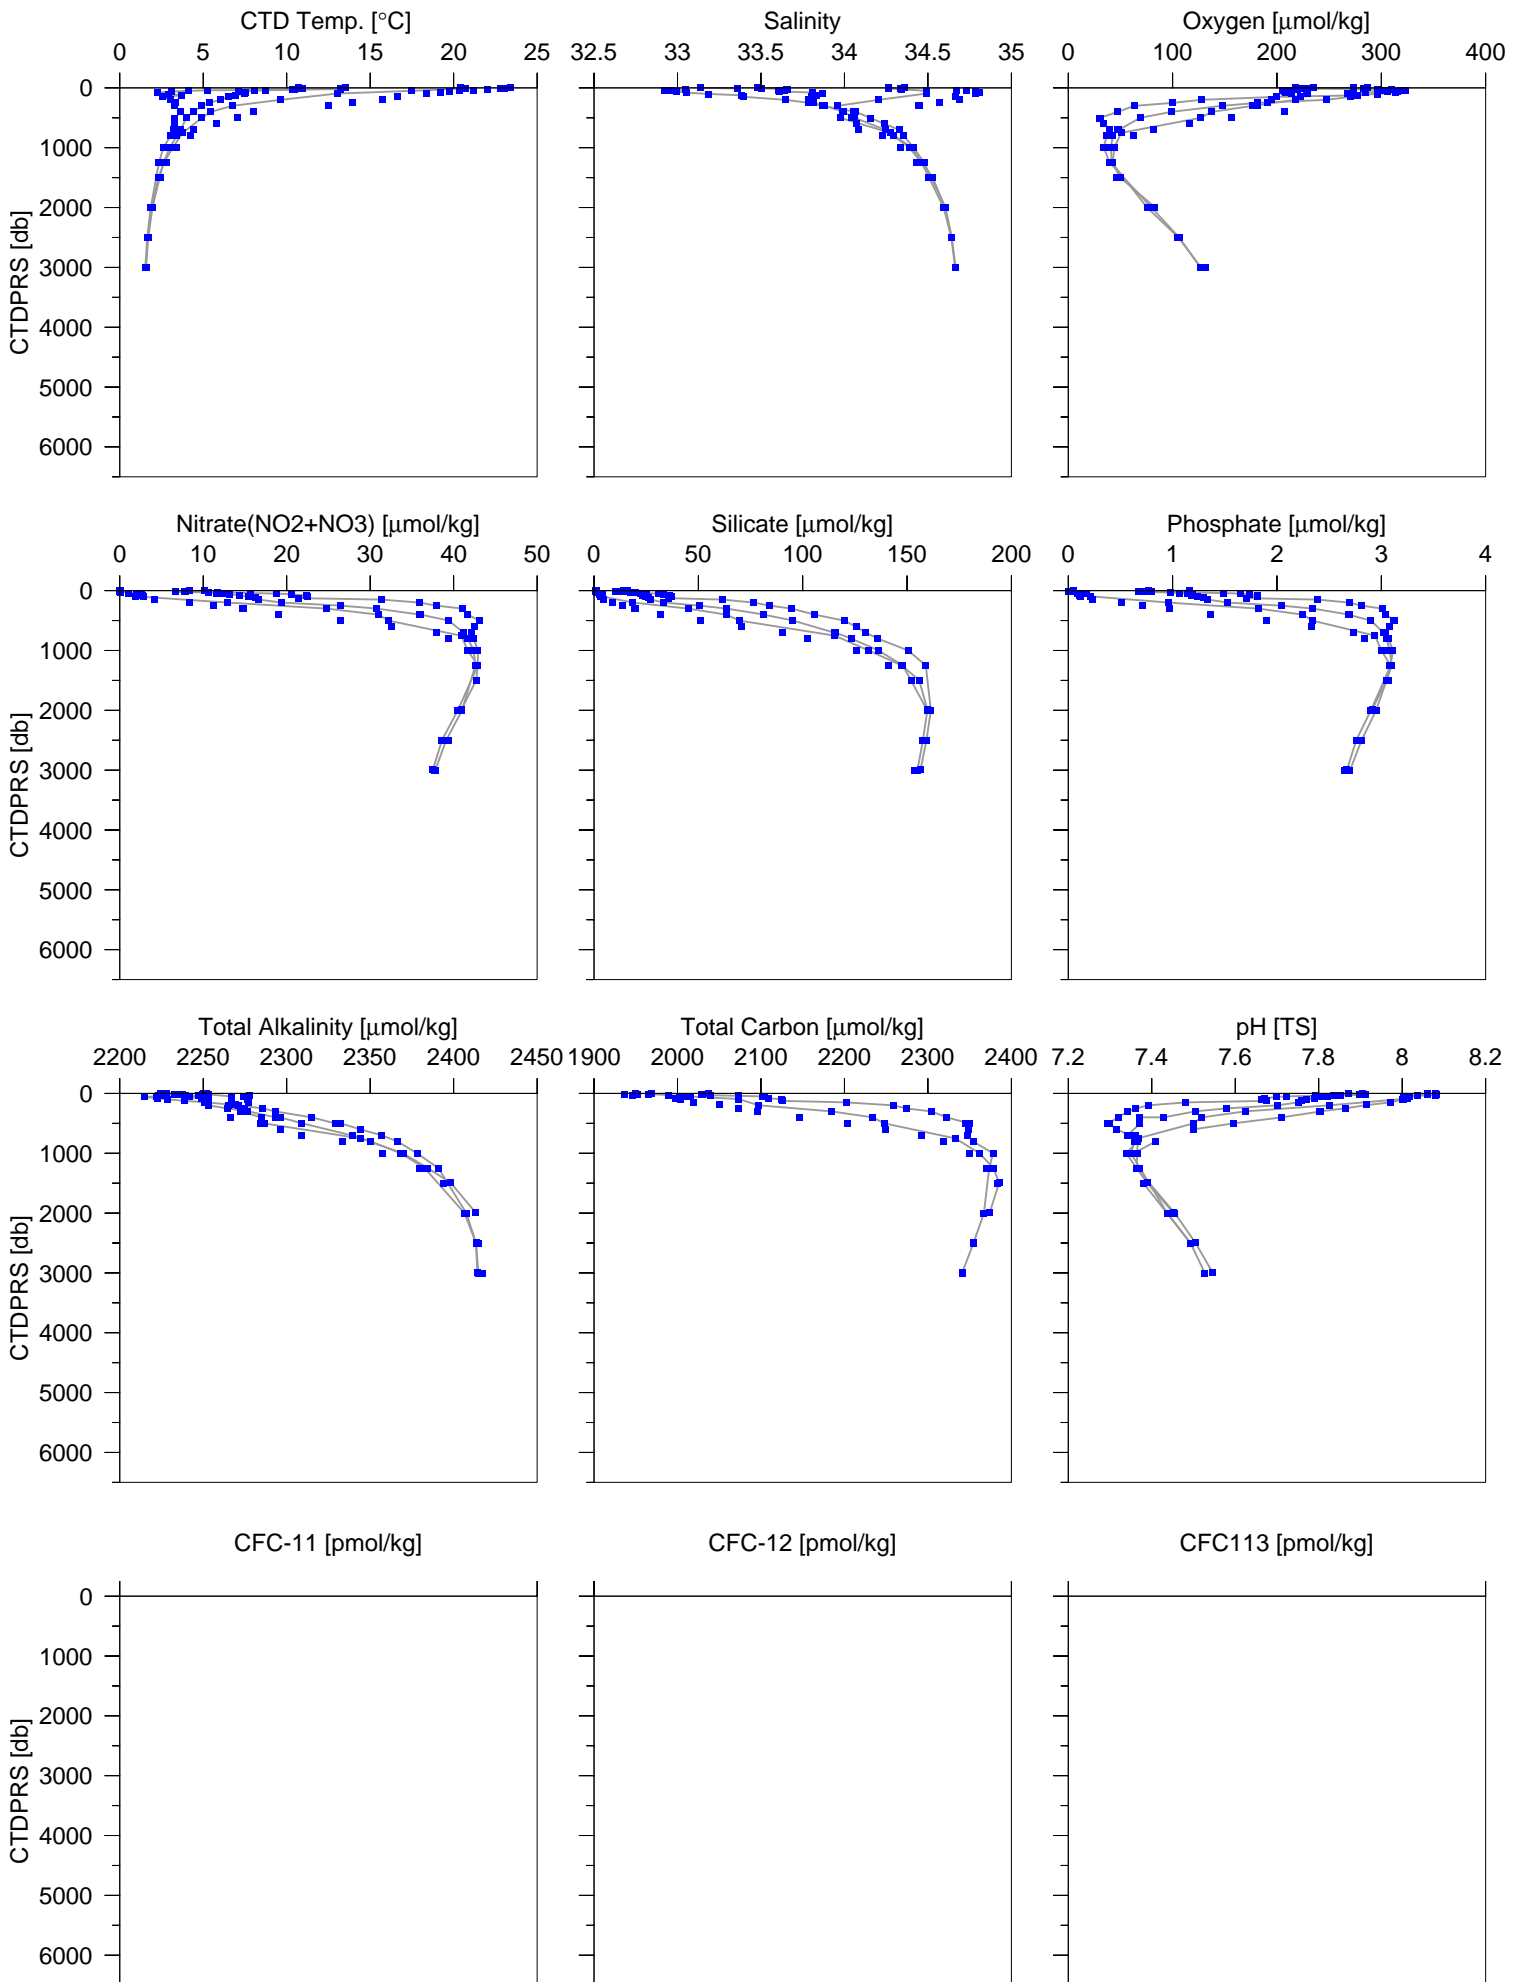 CTD Temp. [°C] Salinity Oxygen [μmol/kg]
0 5 10 15 20 25 32.5 33 33.5 34 34.5 35 0 100 200 300 400
0
1000
2000
3000
4000
5000
6000
CTDPRS [db]
Nitrate(NO2+NO3) [μmol/kg] Silicate [μmol/kg] Phosphate [μmol/kg]
0 10 20 30 40 50 0 50 100 150 200 0 1 2 3 4
0
1000
2000
3000
4000
5000
6000
CTDPRS [db]
Total Alkalinity [μmol/kg] Total Carbon [μmol/kg] pH [TS]
2200 2250 2300 2350 2400 2450 1900 2000 2100 2200 2300 2400 7.2 7.4 7.6 7.8 8 8.2
0
1000
2000
3000
4000
5000
6000
CTDPRS [db]
CFC-11 [pmol/kg] CFC-12 [pmol/kg] CFC113 [pmol/kg]
0
1000
2000
3000
4000
5000
6000
CTDPRS [db]